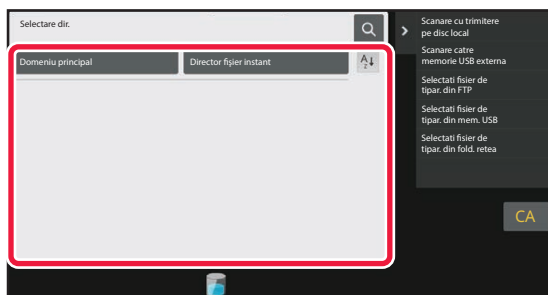 Selectare dir.
Domeniu principal
Director fișier instant
A
Z
Scanare cu trimitere
pe disc local
Scanare catre
memorie USB externa
Selectati fisier de
tipar. din FTP
Selectati fisier de
tipar. din mem. USB
Selectati fisier de
tipar. din fold. retea
CA